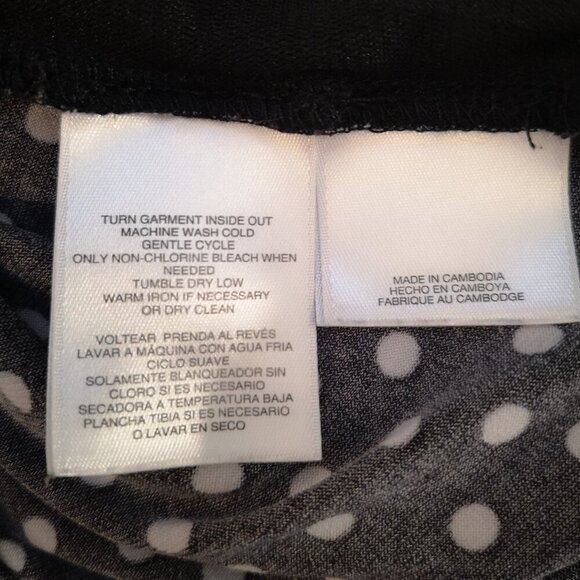 TURN GARMENT INSIDE OUT
MACHINE WASH COLD
GENTLE CYCLE
ONLY NON-CHLORINE BLEACH WHEN
NEEDED
TUMBLE DRY LOW
WARM IRON IF NECESSARY
OR DRY CLEAN
VOLTEAR PRENDA AL REVÉS
LAVAR A MÁQUINA CON AGUA FRIA
CICLO SUAVE
SOLAMENTE BLANQUEADOR SIN
CLORO SI ES NECESARIO
SECADORA A TEMPERATURA BAJA
PLANCHA TIBIA SI ES NECESARIO
O LAVAR EN SECO
MADE IN CAMBODIA
HECHO EN CAMBOYA
FABRIQUE AU CAMBODGE